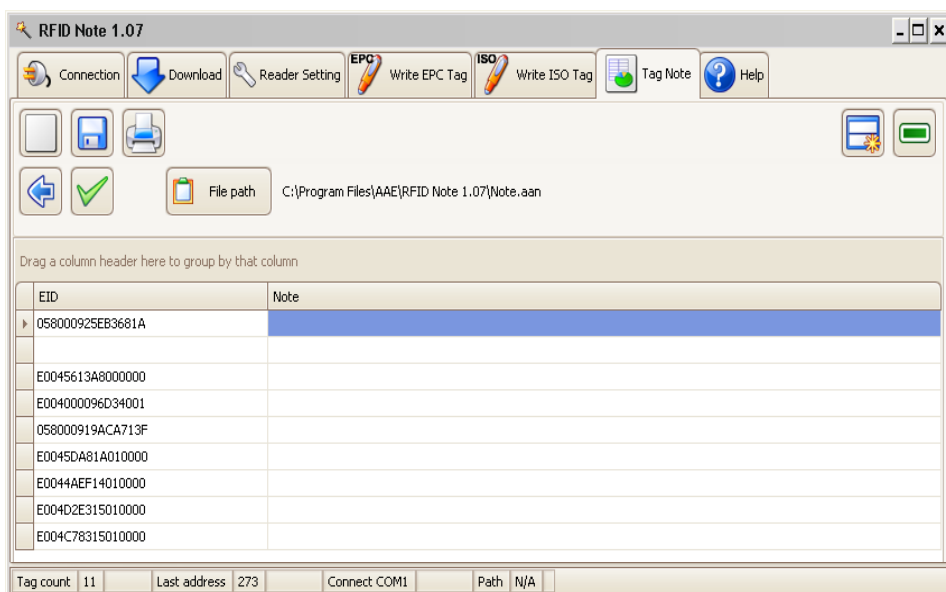 RFID Note 1.07
Connection Download Reader Setting EPC Write EPC Tag ISO Write ISO Tag Tag Note ? Help
File path C:\Program Files\AAE\RFID Note 1.07\Note.aan
Drag a column header here to group by that column
EID Note
058000925EB3681A
E0045613A8000000
E004000096D34001
058000919ACA713F
E0045DA81A010000
E0044AEF14010000
E004D2E315010000
E004C78315010000
Tag count 11 Last address 273 Connect COM1 Path N/A